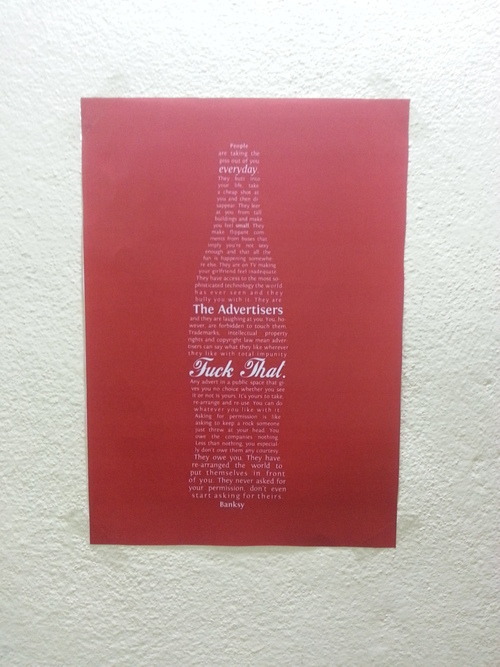 People
are taking the
piss out of you
everyday.
They butt into
your life, take
a cheap shot at
you and then di-
sappear. They leer
at you from tall
buildings and make
you feel small. They
make flippant com-
ments from buses that
imply you're not sexy
enough and that all the
fun is happening somewhe-
re else. They are on TV making
your girlfriend feel inadequate.
They have access to the most so-
phisticated technology the world
has ever seen and they
bully you with it. They are
The Advertisers
and they are laughing at you. You, ho-
wever, are forbidden to touch them.
Trademarks, intellectual property
rights and copyright law mean adver-
tisers can say what they like wherever
they like with total impunity.
Fuck That.
Any advert in a public space that gi-
ves you no choice whether you see
it or not is yours. It's yours to take,
re-arrange and re-use. You can do
whatever you like with it.
Asking for permission is like
asking to keep a rock someone
just threw at your head. You
owe the companies nothing.
Less than nothing, you especial-
ly don't owe them any courtesy.
They owe you. They have
re-arranged the world to
put themselves in front
of you. They never asked for
your permission, don't even
start asking for theirs.
Banksy